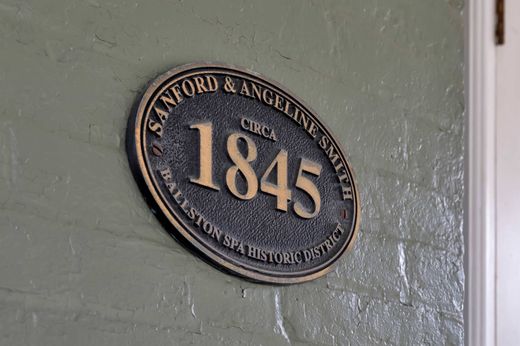 SANFORD & ANGELINE SMITH
CIRCA
1845
BALLSTON SPA HISTORIC DISTRICT